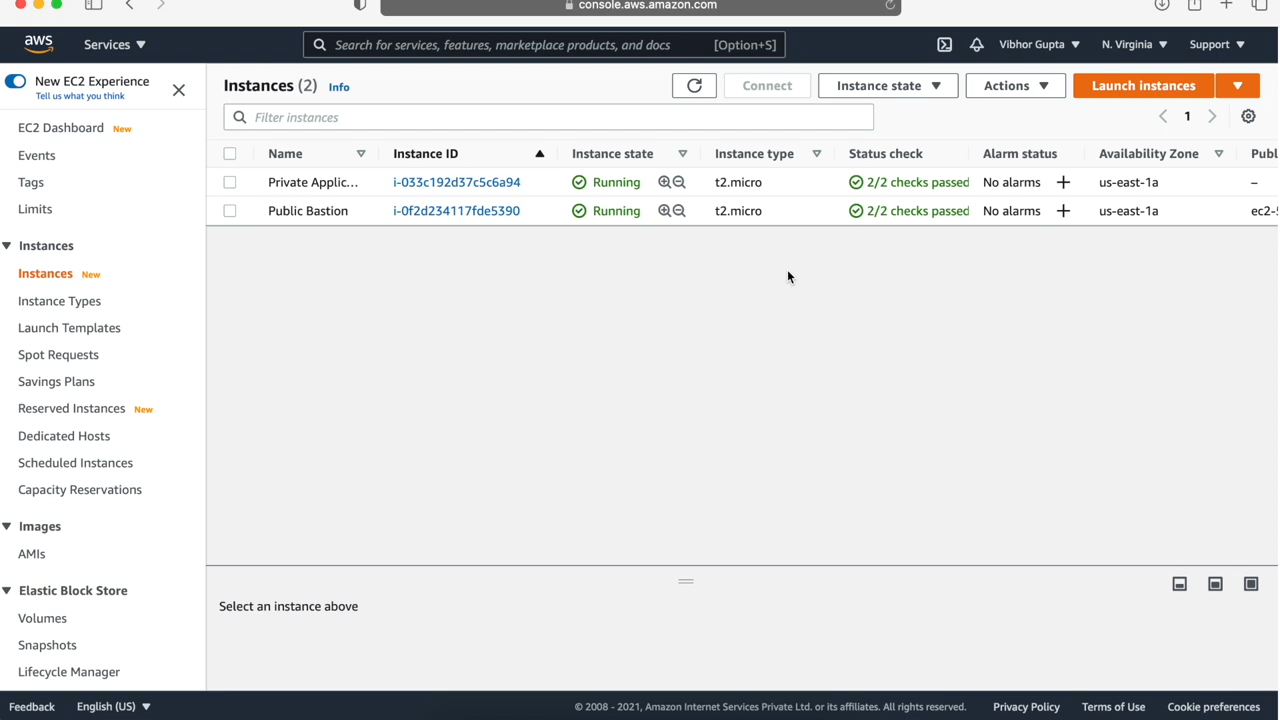 console.aws.amazon.com
aws Services Search for services, features, marketplace products, and docs [Option+S] Vibhor Gupta N. Virginia Support
New EC2 Experience
Tell us what you think
EC2 Dashboard New
Events
Tags
Limits
Instances
Instances New
Instance Types
Launch Templates
Spot Requests
Savings Plans
Reserved Instances New
Dedicated Hosts
Scheduled Instances
Capacity Reservations
Images
AMIs
Elastic Block Store
Volumes
Snapshots
Lifecycle Manager
Instances (2) Info Connect Instance state Actions Launch instances
Filter instances 1
Name Instance ID Instance state Instance type Status check Alarm status Availability Zone Publ
Private Applic... i-033c192d37c5c6a94 Running t2.micro 2/2 checks passed No alarms + us-east-1a –
Public Bastion i-0f2d234117fde5390 Running t2.micro 2/2 checks passed No alarms + us-east-1a ec2-5
Select an instance above
Feedback English (US) © 2008 - 2021, Amazon Internet Services Private Ltd. or its affiliates. All rights reserved. Privacy Policy Terms of Use Cookie preferences